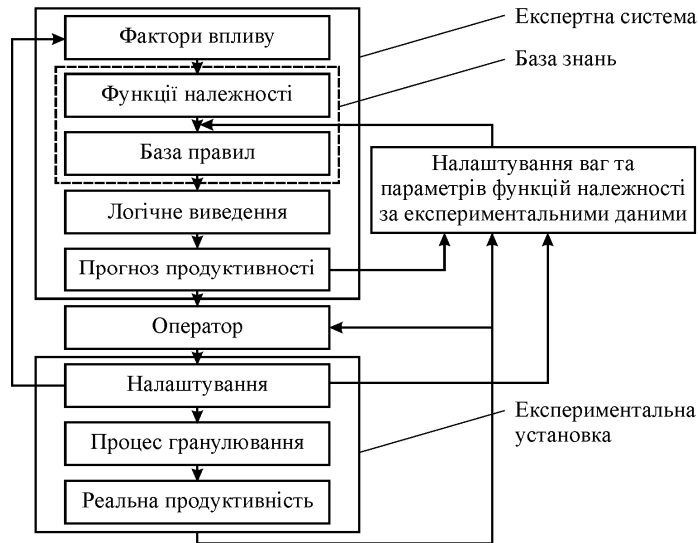 Фактори впливу
Функції належності
База правил
Логічне виведення
Прогноз продуктивності
Оператор
Налаштування
Процес гранулювання
Реальна продуктивність
Експертна система
База знань
Налаштування ваг та
параметрів функцій належності
за експериментальними даними
Експериментальна
установка